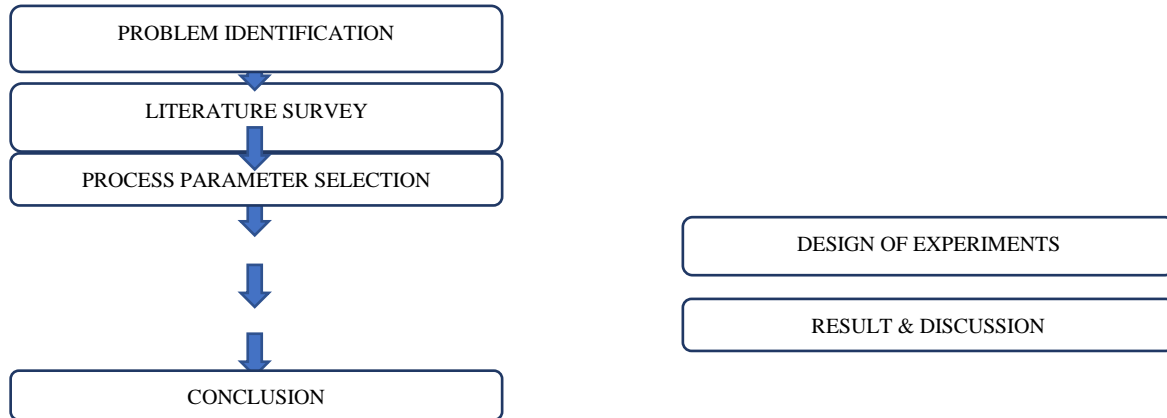 PROBLEM IDENTIFICATION
LITERATURE SURVEY
PROCESS PARAMETER SELECTION
DESIGN OF EXPERIMENTS
RESULT & DISCUSSION
CONCLUSION